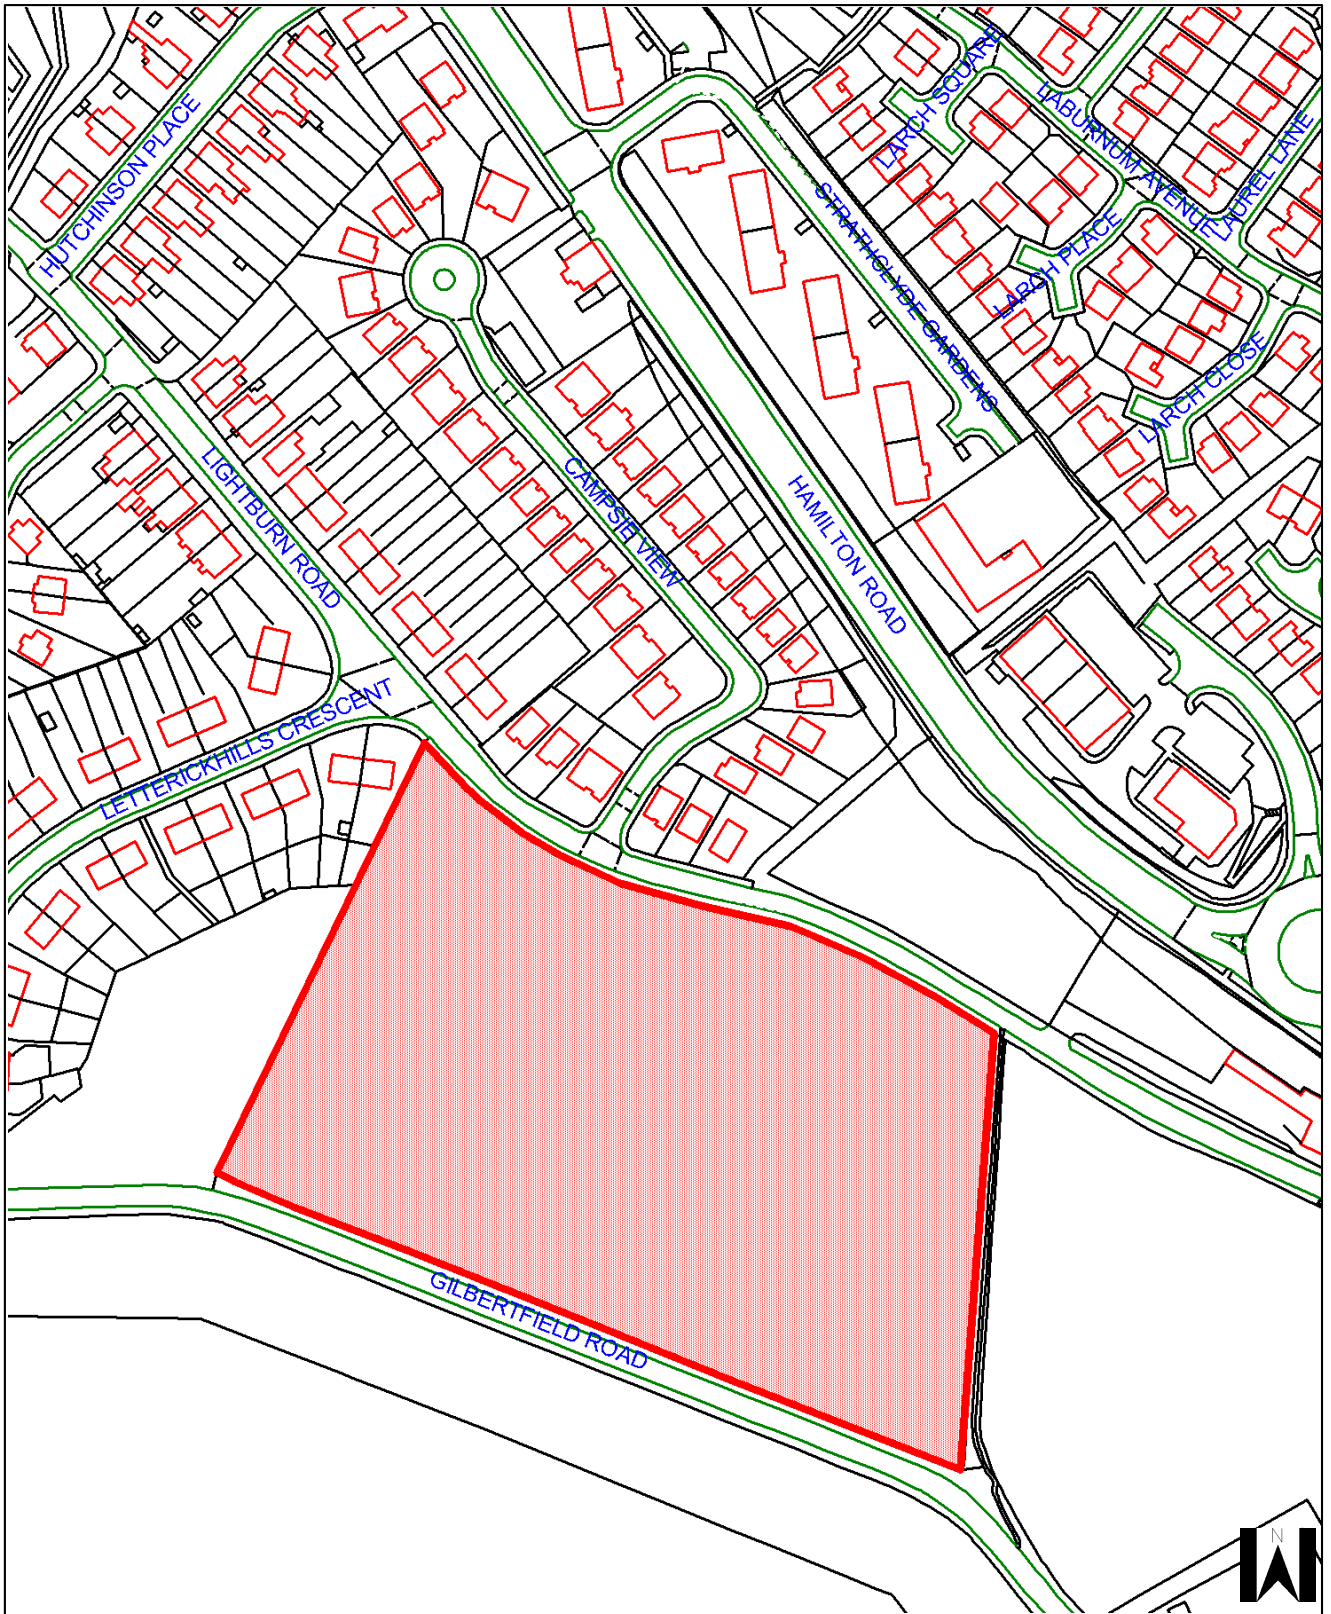 LARCH SQUARE
LABURNUM AVENUE
LAUREL LANE
HUTCHINSON PLACE
STRATHCLYDE GARDENS
LARCH PLACE
LARCH CLOSE
LIGHTBURN ROAD
CAMPSIE VIEW
HAMILTON ROAD
LETTERICKHILLS CRESCENT
GILBERTFIELD ROAD
N